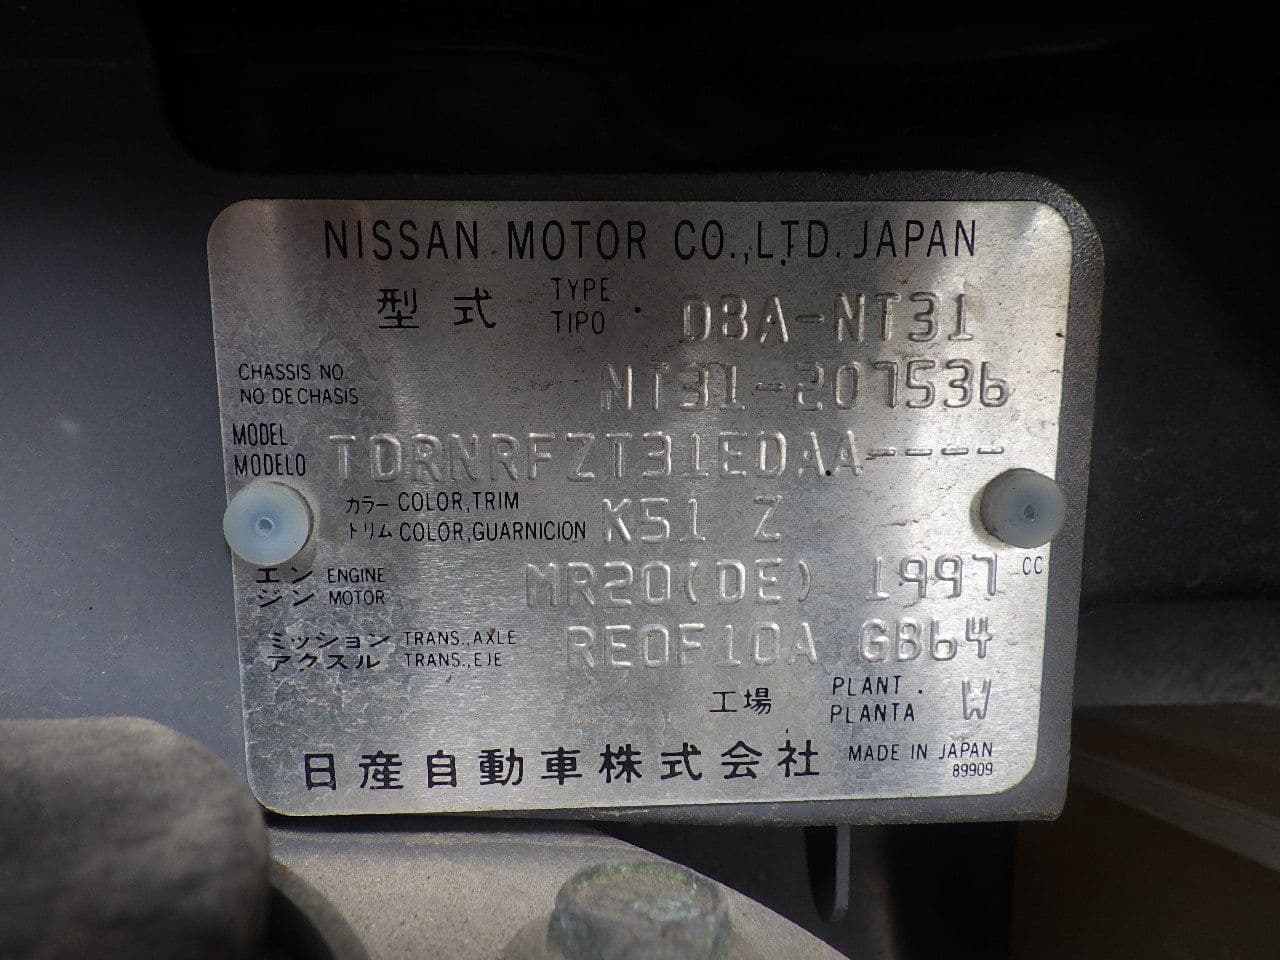 NISSAN MOTOR CO.,LTD. JAPAN
型式 TYPE TIPO DBA-NT31
CHASSIS NO. NO DE CHASIS NT31-207536
MODEL MODELO TDRNRFZT31EDAA----
カラー COLOR,TRIM
トリム COLOR,GUARNICION K51 Z
エン ENGINE
ジン MOTOR MR20(DE) 1997 CC
ミッション TRANS.,AXLE
アクスル TRANS.,EJE RE0F10A GB64
工場 PLANT PLANTA W
日産自動車株式会社 MADE IN JAPAN
89909